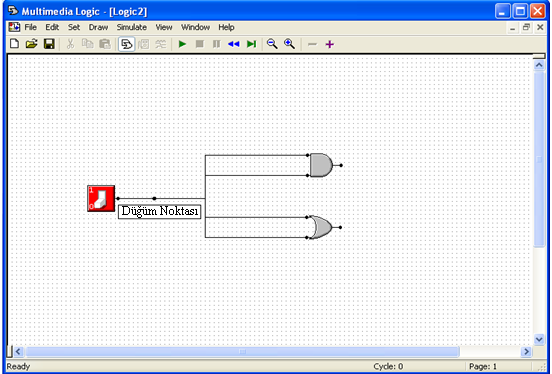 Multimedia Logic - [Logic2]
File Edit Set Draw Simulate View Window Help
1
0
Düğüm Noktası
Ready Cycle: 0 Page: 1